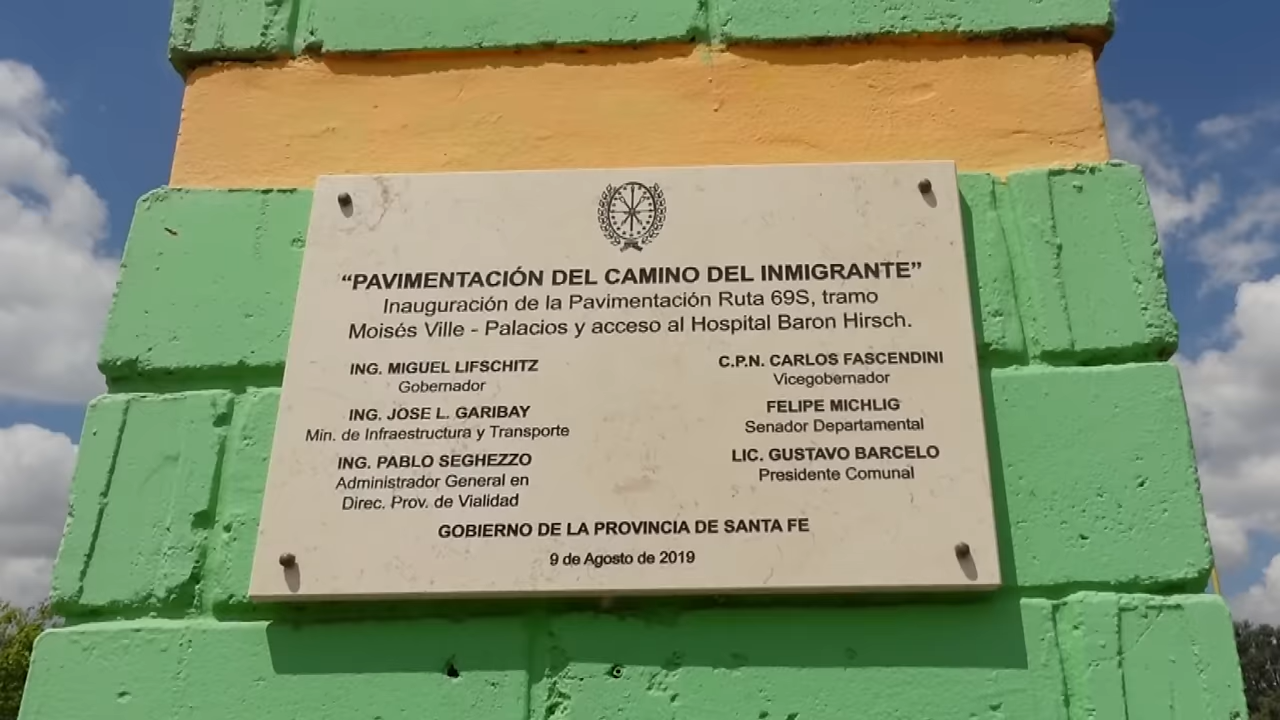 “PAVIMENTACIÓN DEL CAMINO DEL INMIGRANTE”
Inauguración de la Pavimentación Ruta 69S, tramo
Moisés Ville - Palacios y acceso al Hospital Baron Hirsch.
ING. MIGUEL LIFSCHITZ
Gobernador
ING. JOSE L. GARIBAY
Min. de Infraestructura y Transporte
ING. PABLO SEGHEZZO
Administrador General en
Direc. Prov. de Vialidad
C.P.N. CARLOS FASCENDINI
Vicegobernador
FELIPE MICHLIG
Senador Departamental
LIC. GUSTAVO BARCELO
Presidente Comunal
GOBIERNO DE LA PROVINCIA DE SANTA FE
9 de Agosto de 2019